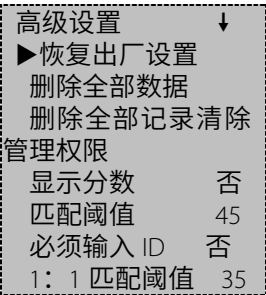 高级设置 ↓
▶恢复出厂设置
删除全部数据
删除全部记录清除
管理权限
显示分数 否
匹配阈值 45
必须输入 ID 否
1：1 匹配阈值 35